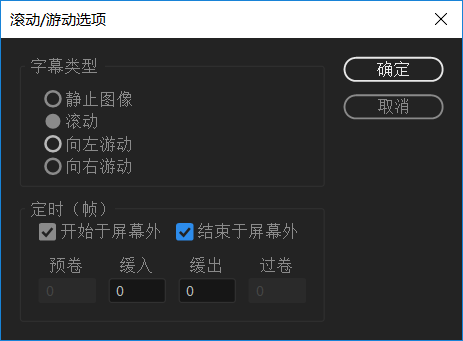 滚动/游动选项
字幕类型
确定
静止图像
取消
滚动
向左游动
向右游动
定时（帧）
开始于屏幕外 结束于屏幕外
预卷 缓入 缓出 过卷
0 0 0 0